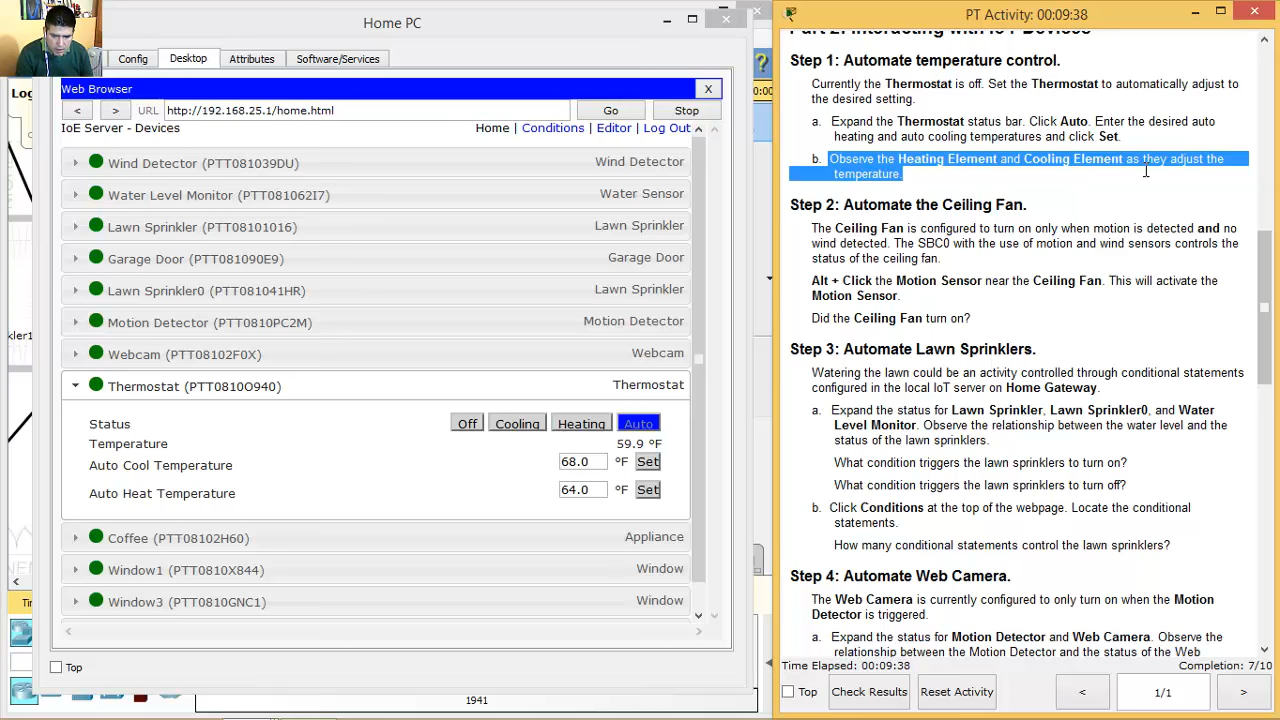 Home PC
Config
Desktop
Attributes
Software/Services
Web Browser
X
<
>
URL
http://192.168.25.1/home.html
Go
Stop
IoE Server - Devices
Home | Conditions | Editor | Log Out
Wind Detector (PTT081039DU)
Wind Detector
Water Level Monitor (PTT081062I7)
Water Sensor
Lawn Sprinkler (PTT08101016)
Lawn Sprinkler
Garage Door (PTT081090E9)
Garage Door
Lawn Sprinkler0 (PTT081041HR)
Lawn Sprinkler
Motion Detector (PTT0810PC2M)
Motion Detector
Webcam (PTT08102F0X)
Webcam
Thermostat (PTT0810O940)
Thermostat
Status
Off
Cooling
Heating
Auto
Temperature
59.9 °F
Auto Cool Temperature
68.0
°F
Set
Auto Heat Temperature
64.0
°F
Set
Coffee (PTT08102H60)
Appliance
Window1 (PTT0810X844)
Window
Window3 (PTT0810GNC1)
Window
Top
Log
kler1
1941
PT Activity: 00:09:38
Part 2: Interacting with IoT Devices
Step 1: Automate temperature control.
Currently the Thermostat is off. Set the Thermostat to automatically adjust to
the desired setting.
a. Expand the Thermostat status bar. Click Auto. Enter the desired auto
heating and auto cooling temperatures and click Set.
b. Observe the Heating Element and Cooling Element as they adjust the
temperature.
Step 2: Automate the Ceiling Fan.
The Ceiling Fan is configured to turn on only when motion is detected and no
wind detected. The SBC0 with the use of motion and wind sensors controls the
status of the ceiling fan.
Alt + Click the Motion Sensor near the Ceiling Fan. This will activate the
Motion Sensor.
Did the Ceiling Fan turn on?
Step 3: Automate Lawn Sprinklers.
Watering the lawn could be an activity controlled through conditional statements
configured in the local IoT server on Home Gateway.
a. Expand the status for Lawn Sprinkler, Lawn Sprinkler0, and Water
Level Monitor. Observe the relationship between the water level and the
status of the lawn sprinklers.
What condition triggers the lawn sprinklers to turn on?
What condition triggers the lawn sprinklers to turn off?
b. Click Conditions at the top of the webpage. Locate the conditional
statements.
How many conditional statements control the lawn sprinklers?
Step 4: Automate Web Camera.
The Web Camera is currently configured to only turn on when the Motion
Detector is triggered.
a. Expand the status for Motion Detector and Web Camera. Observe the
relationship between the Motion Detector and the status of the Web
Time Elapsed: 00:09:38
Completion: 7/10
Top
Check Results
Reset Activity
<
1/1
>